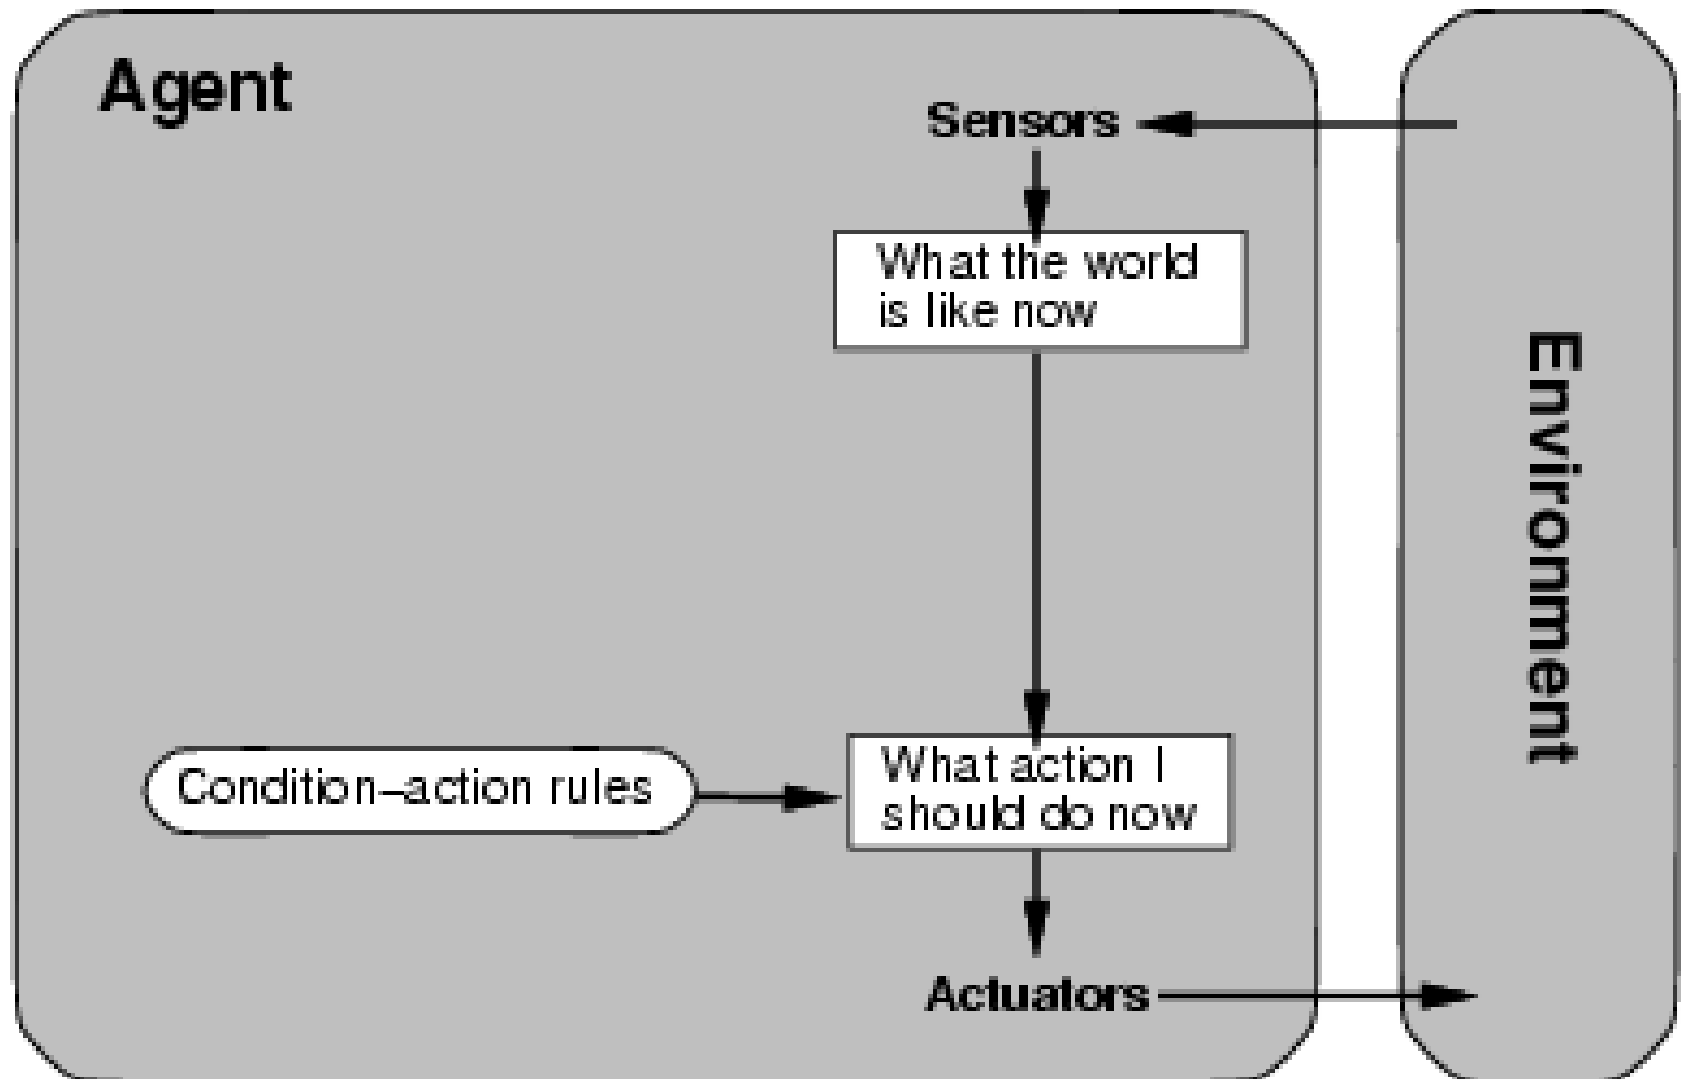 Agent
Sensors
What the world
is like now
Environment
Condition–action rules
What action I
should do now
Actuators